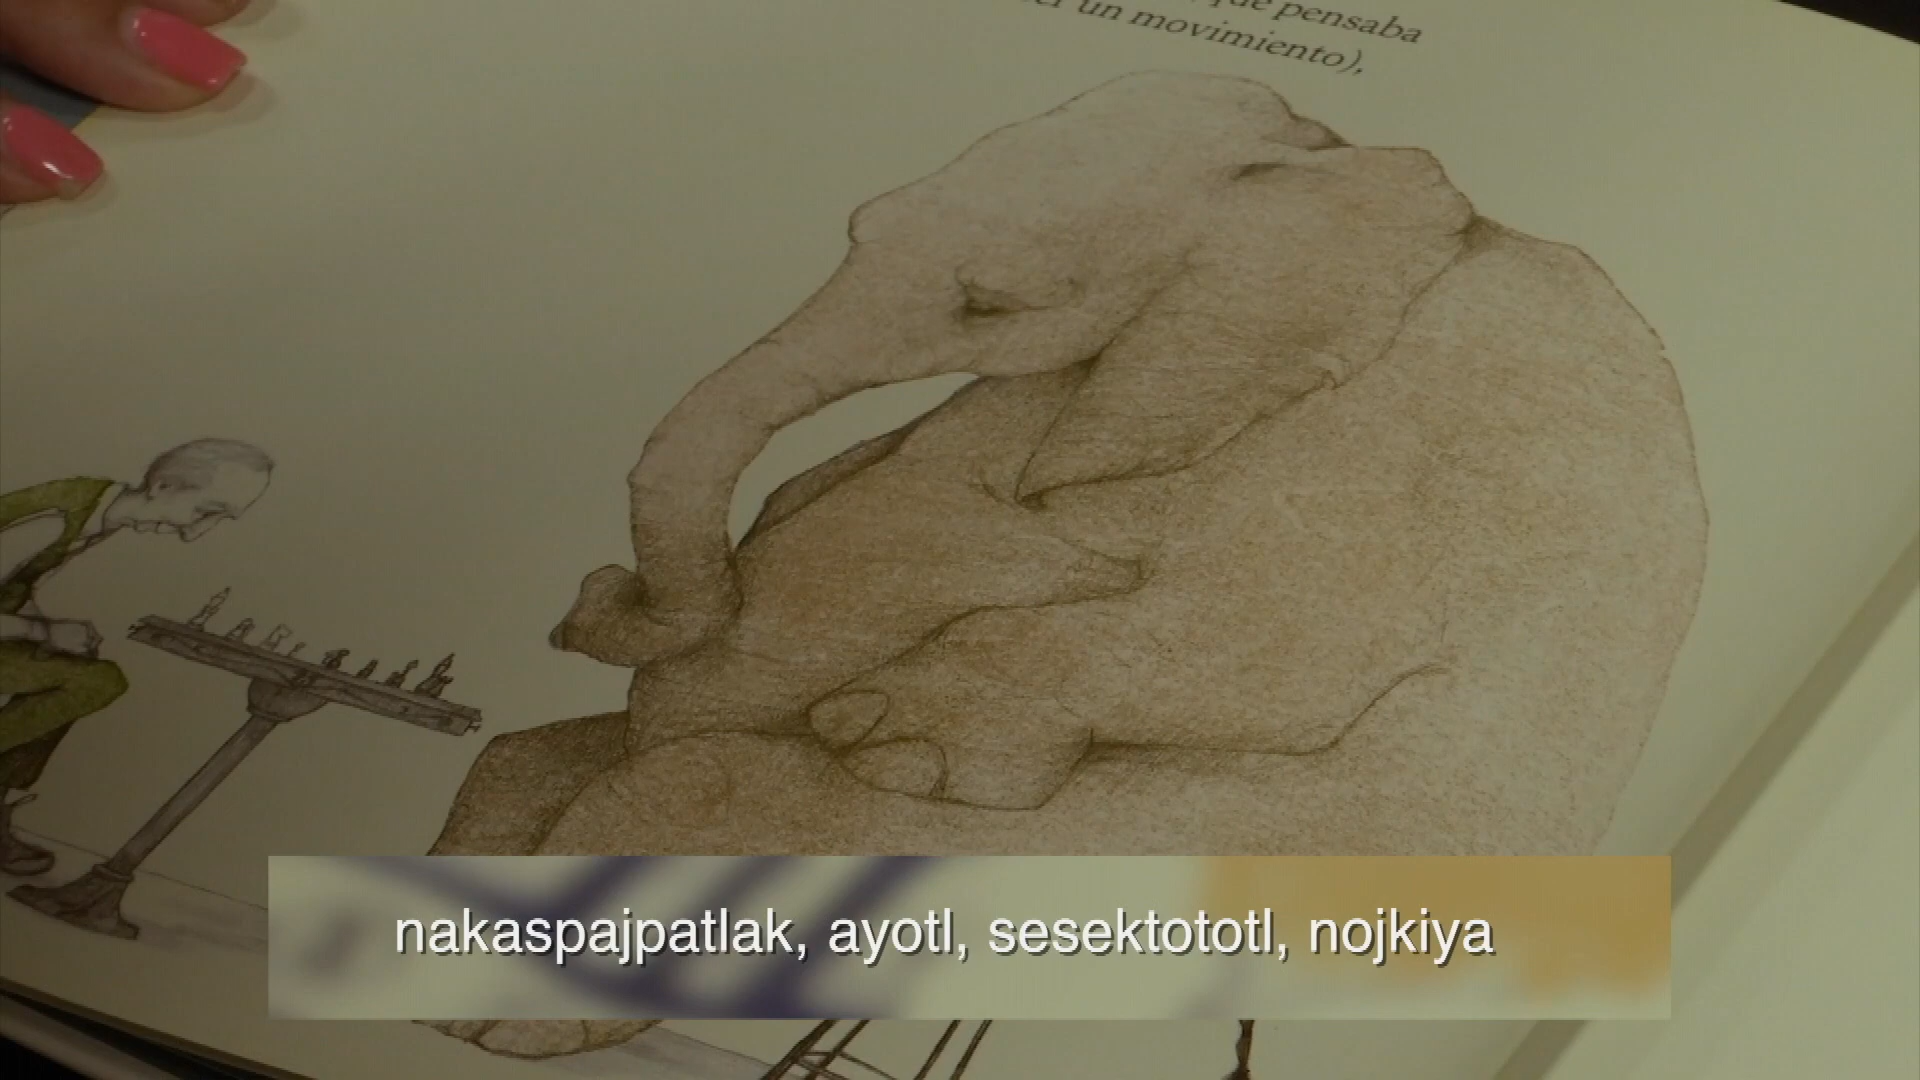 que pensaba
un movimiento),
nakaspajpatlak, ayotl, sesektototl, nojkiya